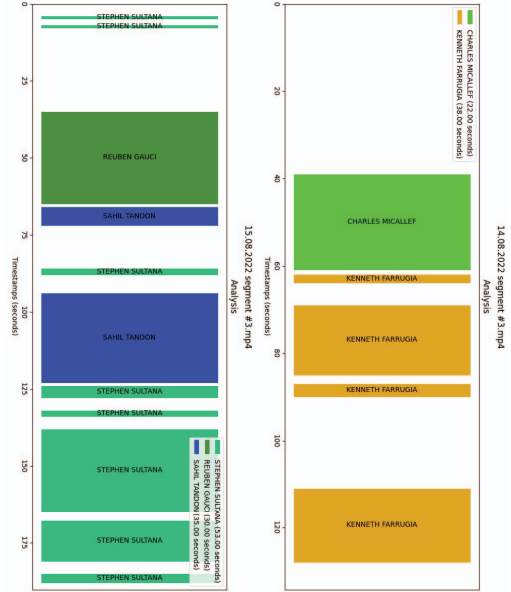 15.08.2022 segment #3.mp4
Analysis
STEPHEN SULTANA
STEPHEN SULTANA
REUBEN GAUCI
SAHIL TANDON
STEPHEN SULTANA
SAHIL TANDON
STEPHEN SULTANA
STEPHEN SULTANA
STEPHEN SULTANA
STEPHEN SULTANA
STEPHEN SULTANA
STEPHEN SULTANA (53.00 seconds)
REUBEN GAUCI (30.00 seconds)
SAHIL TANDON (35.00 seconds)
0
25
50
75
100
125
150
175
Timestamps (seconds)
14.08.2022 segment #3.mp4
Analysis
CHARLES MICALLEF (22.00 seconds)
KENNETH FARRUGIA (38.00 seconds)
CHARLES MICALLEF
KENNETH FARRUGIA
KENNETH FARRUGIA
KENNETH FARRUGIA
KENNETH FARRUGIA
0
20
40
60
80
100
120
Timestamps (seconds)